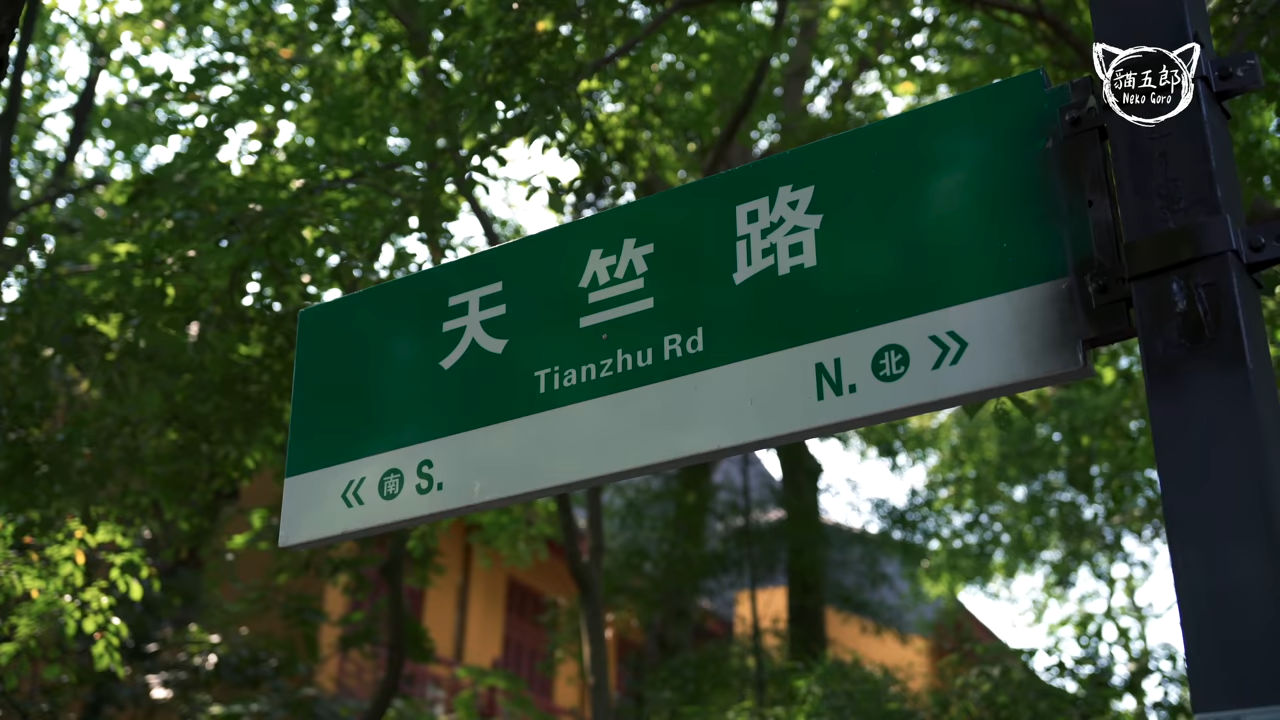 天竺路
Tianzhu Rd
《 南 S.
N. 北 》
貓五郎
Neko Goro